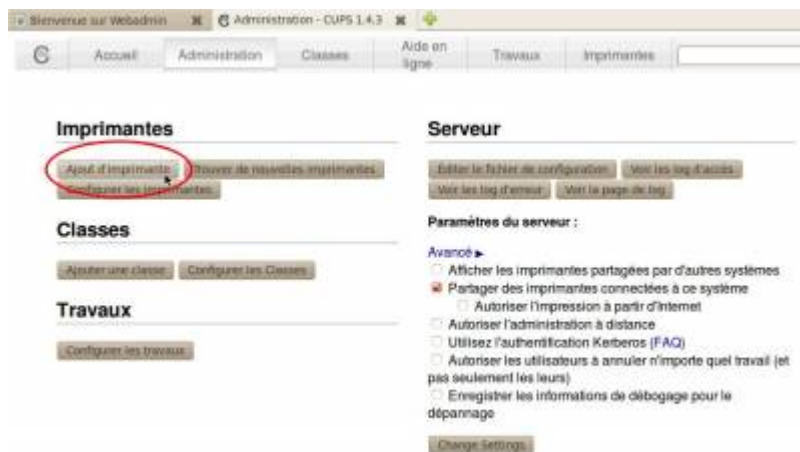 Bienvenue sur Webadmin
Administration - CUPS 1.4.3
Accueil
Administration
Classes
Aide en
ligne
Travaux
Imprimantes
Imprimantes
Ajout d'imprimante
Trouver de nouvelles imprimantes
Configurer les imprimantes
Classes
Ajouter une classe
Configurer les Classes
Travaux
Configurer les travaux
Serveur
Editer le fichier de configuration
Voir les log d'accès
Voir les log d'erreur
Voir la page de log
Paramètres du serveur :
Avancé ▸
Afficher les imprimantes partagées par d'autres systèmes
Partager des imprimantes connectées à ce système
Autoriser l'impression à partir d'Internet
Autoriser l'administration à distance
Utilisez l'authentification Kerberos (FAQ)
Autoriser les utilisateurs à annuler n'importe quel travail (et
pas seulement les leurs)
Enregistrer les informations de débogage pour le
dépannage
Change Settings